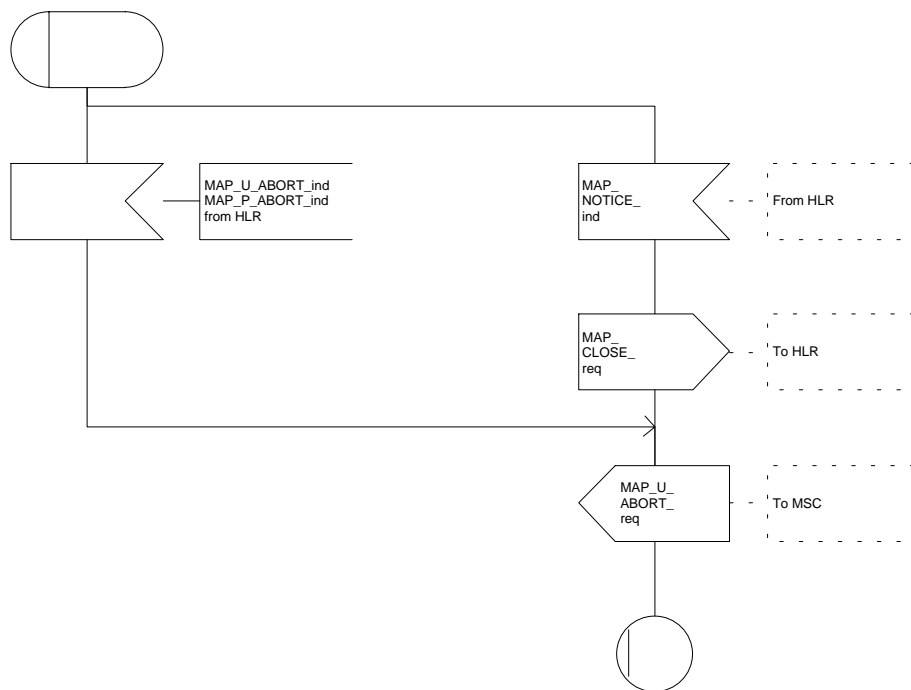 MAP_U_ABORT_ind
MAP_P_ABORT_ind
from HLR
MAP_
NOTICE_
ind
From HLR
MAP_
CLOSE_
req
To HLR
MAP_U_
ABORT_
req
To MSC